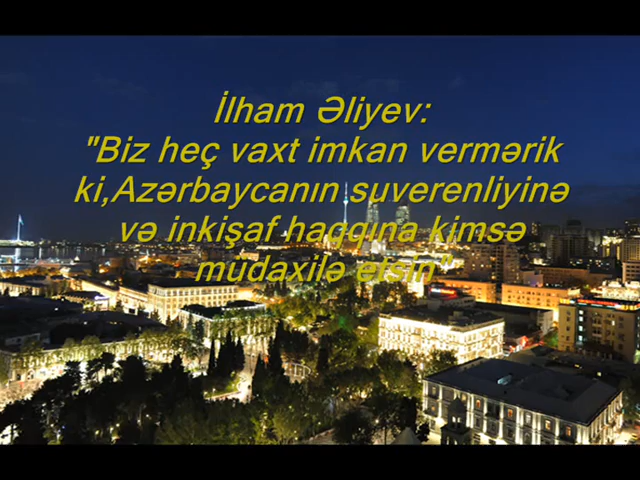 İlham Əliyev:
"Biz heç vaxt imkan vermərik
ki,Azərbaycanın suverenliyinə
və inkişaf haqqına kimsə
mudaxilə etsin"